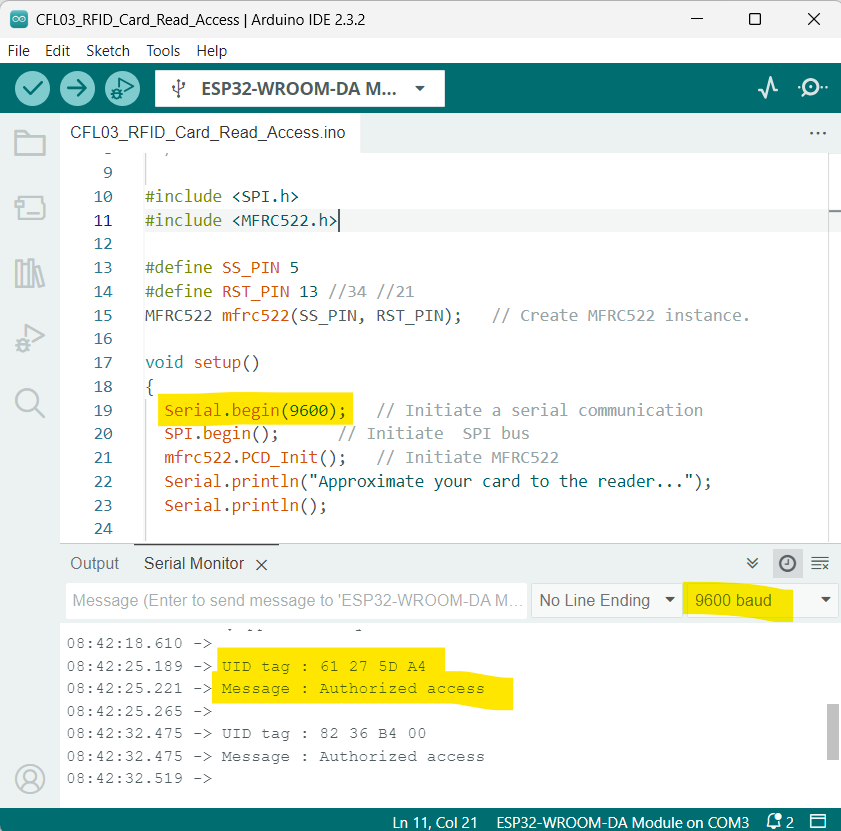 CFL03_RFID_Card_Read_Access | Arduino IDE 2.3.2
File Edit Sketch Tools Help
ESP32-WROOM-DA M...
CFL03_RFID_Card_Read_Access.ino
9
10 #include <SPI.h>
11 #include <MFRC522.h>
12
13 #define SS_PIN 5
14 #define RST_PIN 13 //34 //21
15 MFRC522 mfrc522(SS_PIN, RST_PIN);   // Create MFRC522 instance.
16
17 void setup()
18 {
19   Serial.begin(9600);   // Initiate a serial communication
20   SPI.begin();      // Initiate  SPI bus
21   mfrc522.PCD_Init();   // Initiate MFRC522
22   Serial.println("Approximate your card to the reader...");
23   Serial.println();
24
Output Serial Monitor
Message (Enter to send message to 'ESP32-WROOM-DA M... No Line Ending 9600 baud
08:42:18.610 ->
08:42:25.189 -> UID tag : 61 27 5D A4
08:42:25.221 -> Message : Authorized access
08:42:25.265 ->
08:42:32.475 -> UID tag : 82 36 B4 00
08:42:32.475 -> Message : Authorized access
08:42:32.519 ->
Ln 11, Col 21 ESP32-WROOM-DA Module on COM3 2